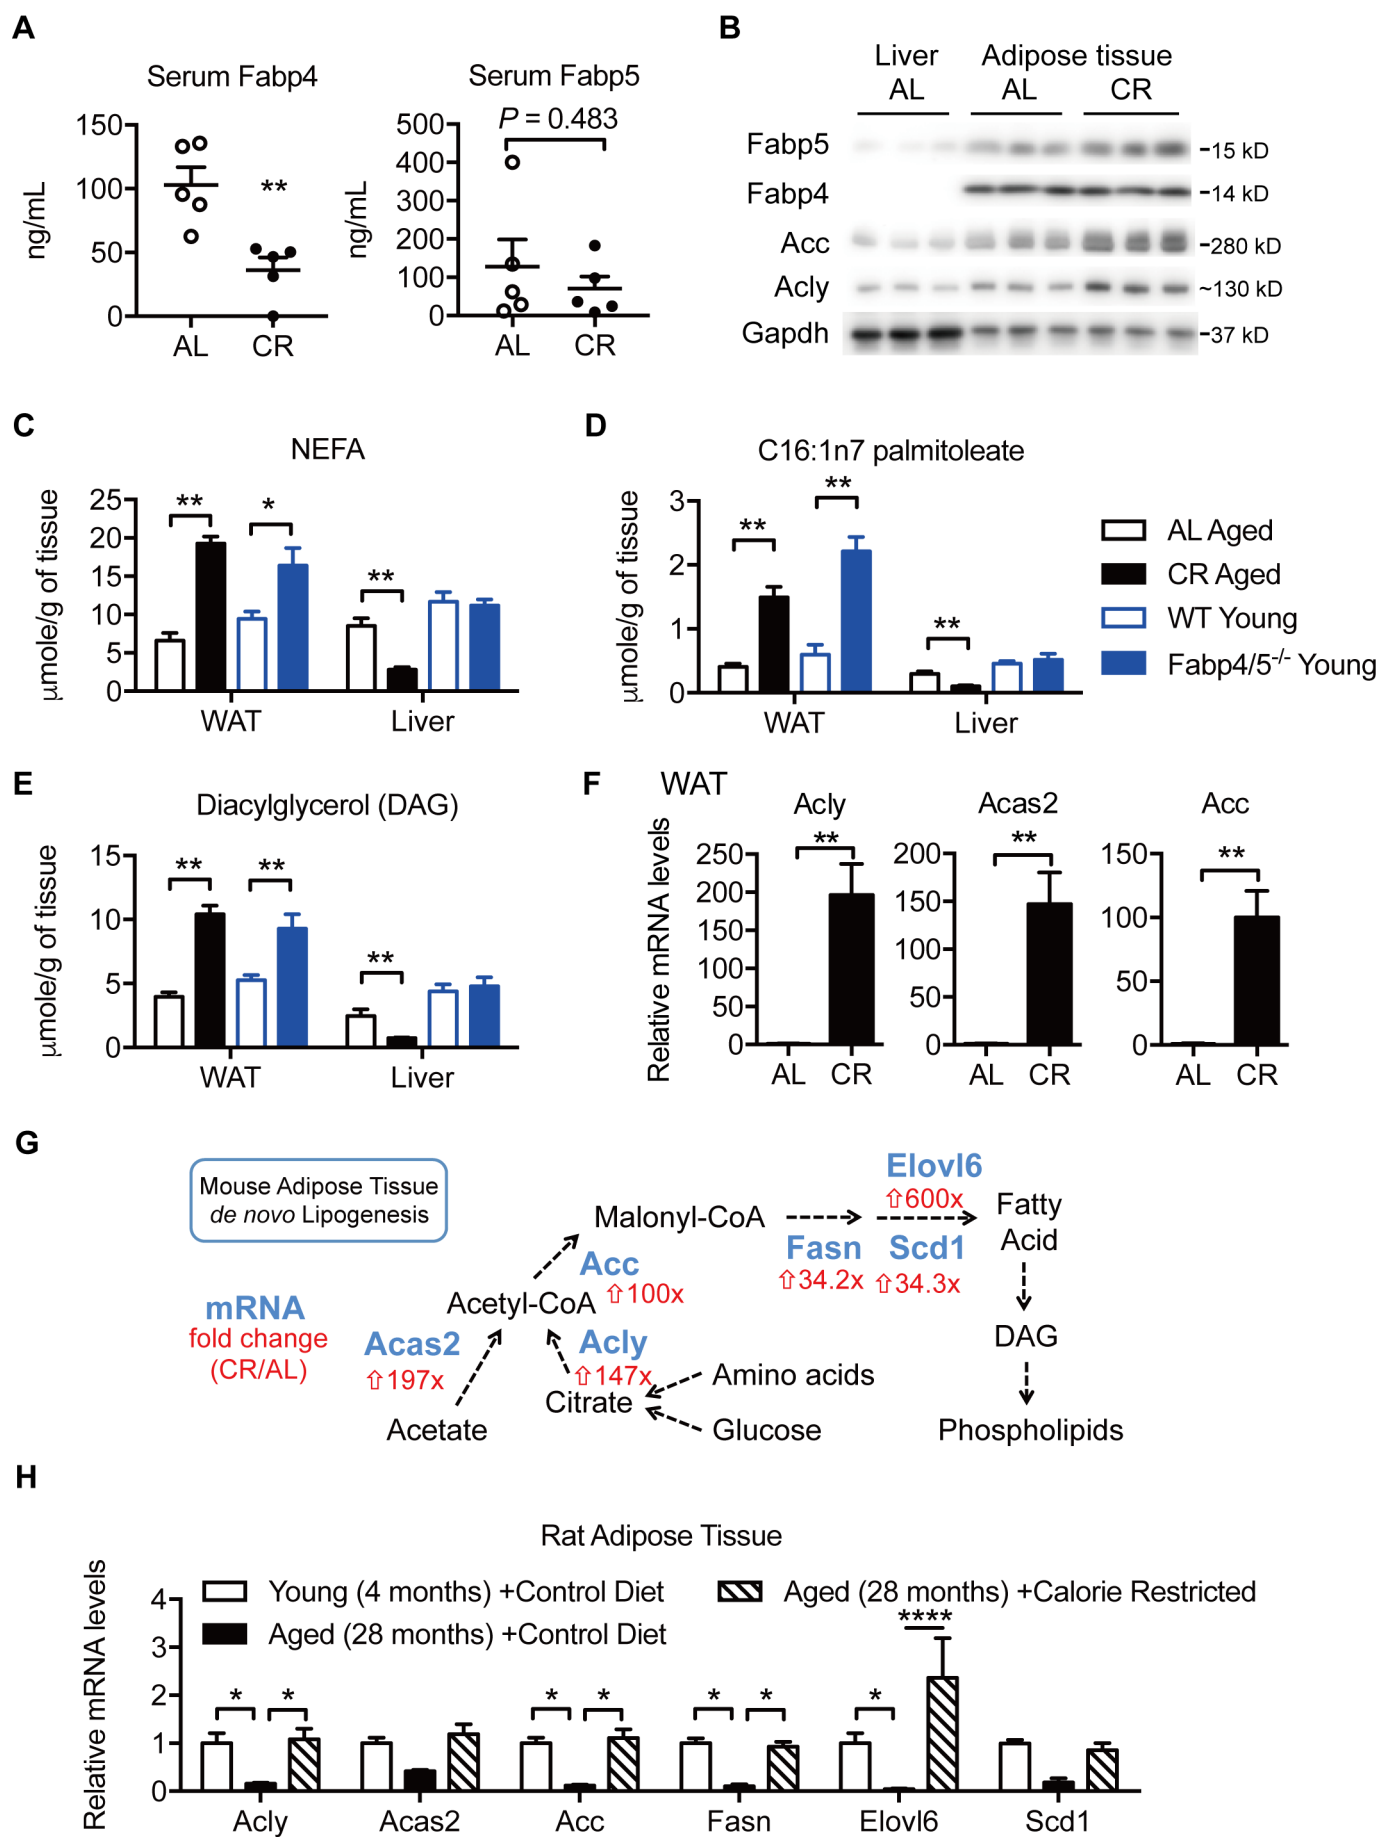 A
Serum Fabp4
ng/mL
150
100
50
0
**
AL
CR
Serum Fabp5
P = 0.483
ng/mL
500
400
300
200
100
0
AL
CR
B
Liver
Adipose tissue
AL
AL
CR
Fabp5
-15 kD
Fabp4
-14 kD
Acc
-280 kD
Acly
~130 kD
Gapdh
-37 kD
C
NEFA
μmole/g of tissue
25
20
15
10
5
0
**
*
**
WAT
Liver
D
C16:1n7 palmitoleate
μmole/g of tissue
3
2
1
0
**
**
**
WAT
Liver
AL Aged
CR Aged
WT Young
Fabp4/5-/- Young
E
Diacylglycerol (DAG)
μmole/g of tissue
15
10
5
0
**
**
**
WAT
Liver
F
WAT
Relative mRNA levels
Acly
250
200
150
100
50
0
**
AL
CR
Acas2
200
150
100
50
0
**
AL
CR
Acc
150
100
50
0
**
AL
CR
G
Mouse Adipose Tissue
de novo Lipogenesis
mRNA
fold change
(CR/AL)
Elovl6
⇧600x
Malonyl-CoA
Fatty
Acid
Fasn
⇧34.2x
Scd1
⇧34.3x
Acc
⇧100x
Acetyl-CoA
DAG
Acas2
⇧197x
Acly
⇧147x
Amino acids
Citrate
Acetate
Glucose
Phospholipids
H
Rat Adipose Tissue
Relative mRNA levels
Young (4 months) +Control Diet
Aged (28 months) +Control Diet
Aged (28 months) +Calorie Restricted
4
3
2
1
0
*
*
*
*
*
*
*
****
Acly
Acas2
Acc
Fasn
Elovl6
Scd1